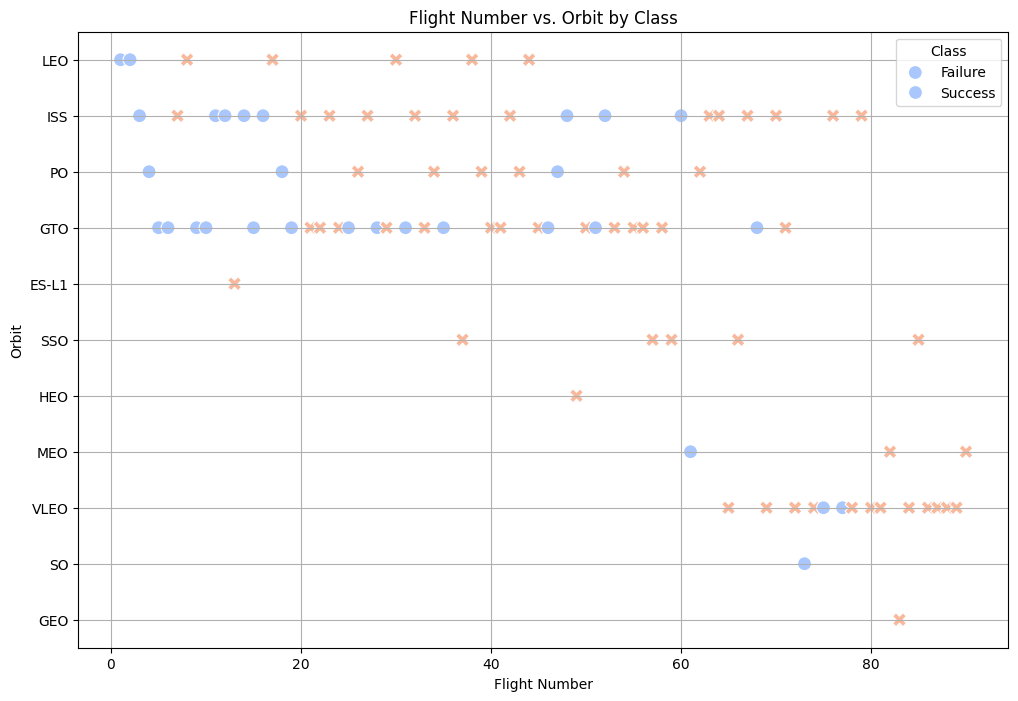 Flight Number vs. Orbit by Class
Class
Failure
Success
LEO
ISS
PO
GTO
ES-L1
SSO
HEO
MEO
VLEO
SO
GEO
Orbit
0 20 40 60 80
Flight Number